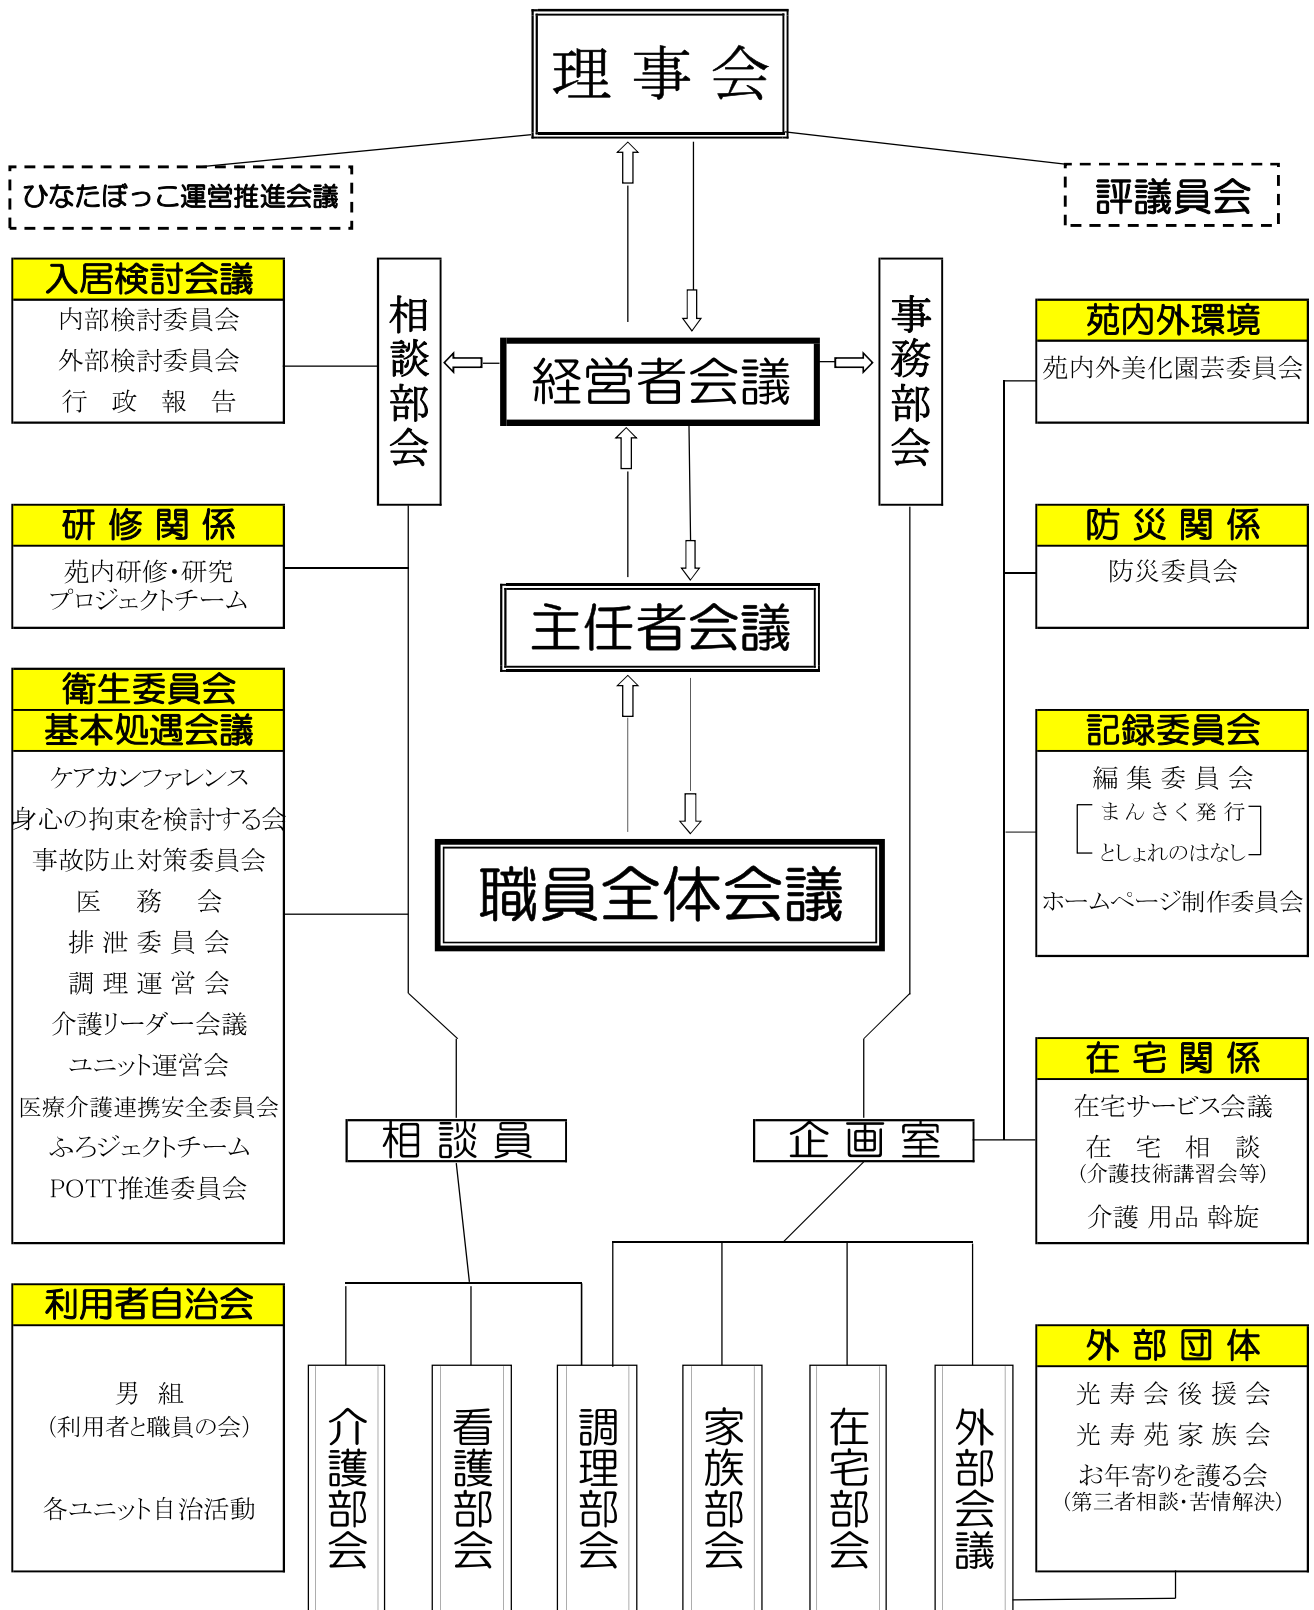 理事会
ひなたぼっこ運営推進会議
評議員会
入居検討会議
内部検討委員会
外部検討委員会
行政報告
相談部会
経営者会議
事務部会
苑内外環境
苑内外美化園芸委員会
研修関係
苑内研修・研究
プロジェクトチーム
防災関係
防災委員会
主任者会議
衛生委員会
基本処遇会議
ケアカンファレンス
身心の拘束を検討する会
事故防止対策委員会
医務会
排泄委員会
調理運営会
介護リーダー会議
ユニット運営会
医療介護連携安全委員会
ふろジェクトチーム
POTT推進委員会
職員全体会議
記録委員会
編集委員会
まんさく発行
としょれのはなし
ホームページ制作委員会
在宅関係
在宅サービス会議
在宅相談
(介護技術講習会等)
介護用品斡旋
相談員
企画室
利用者自治会
男組
(利用者と職員の会)
各ユニット自治活動
介護部会
看護部会
調理部会
家族部会
在宅部会
外部会議
外部団体
光寿会後援会
光寿苑家族会
お年寄りを護る会
(第三者相談・苦情解決)